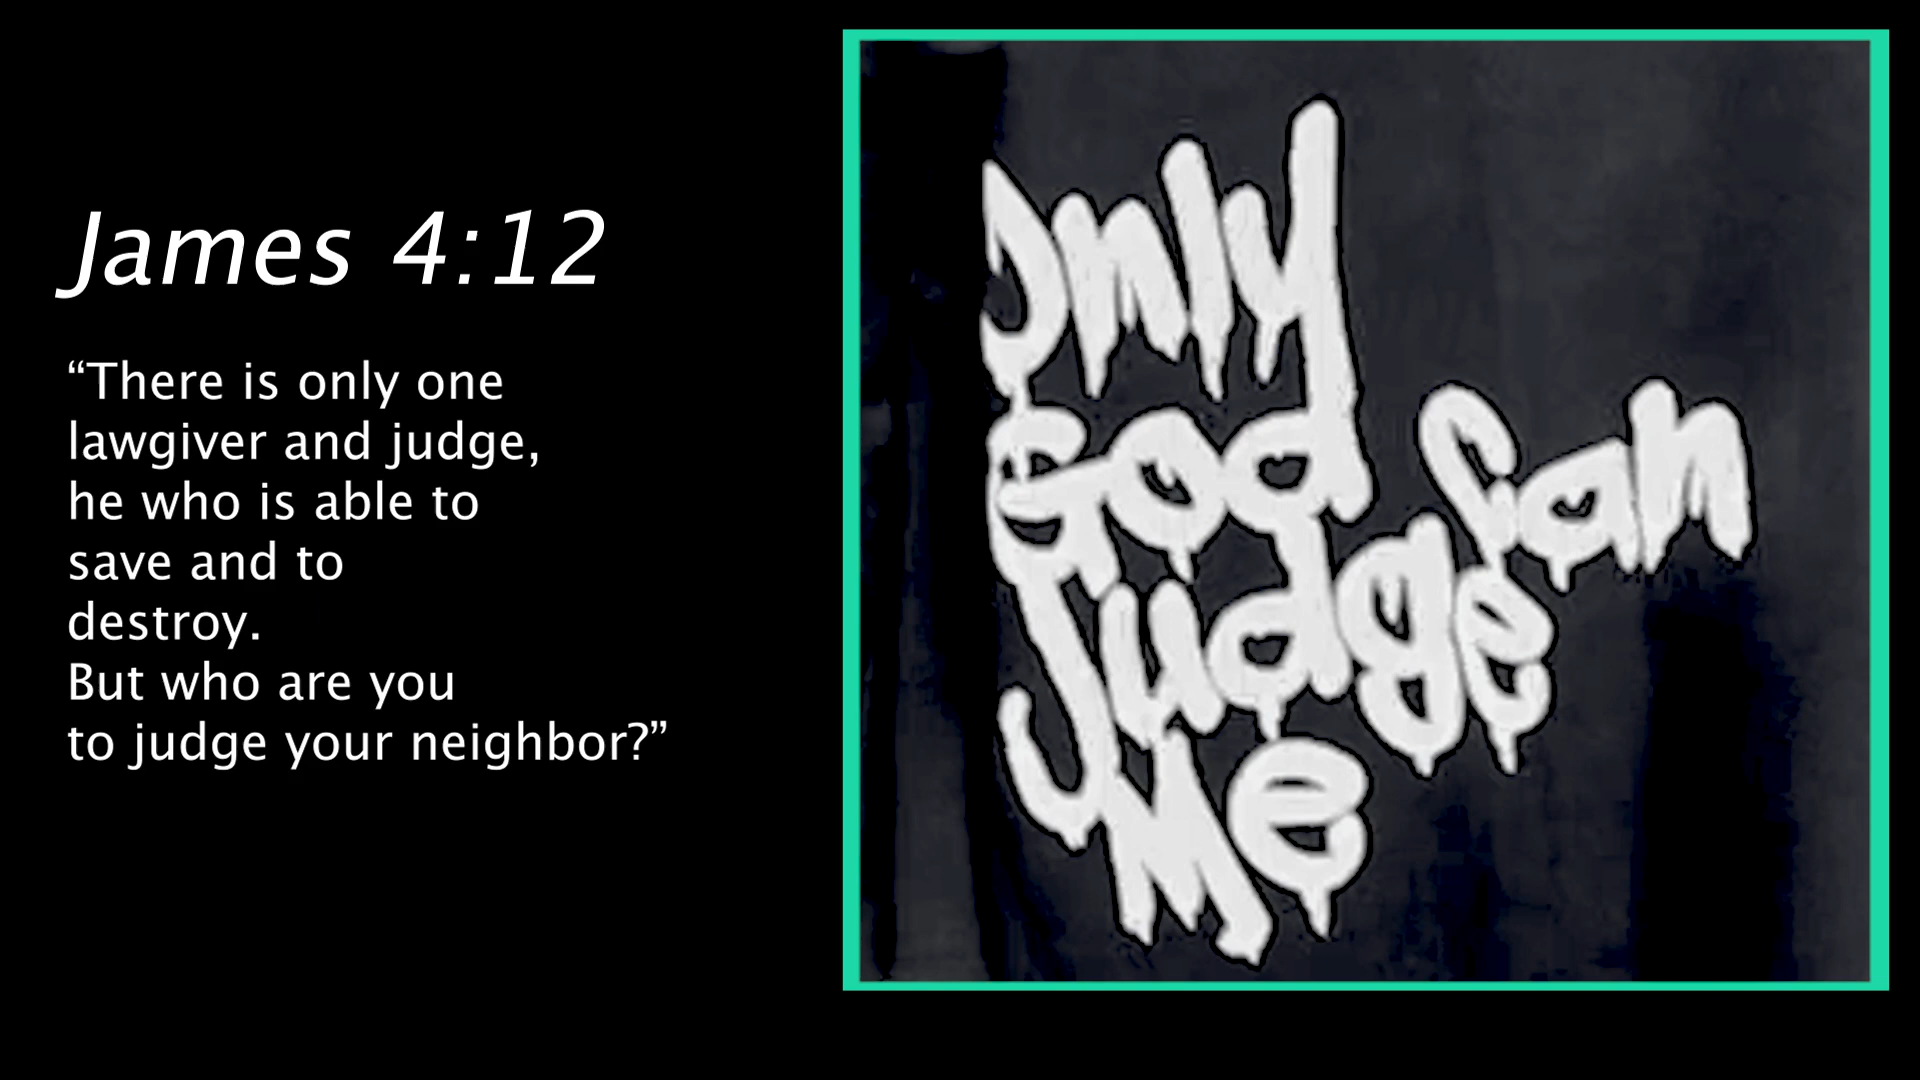 James 4:12
“There is only one
lawgiver and judge,
he who is able to
save and to
destroy.
But who are you
to judge your neighbor?”
Only
God Can
Judge
Me